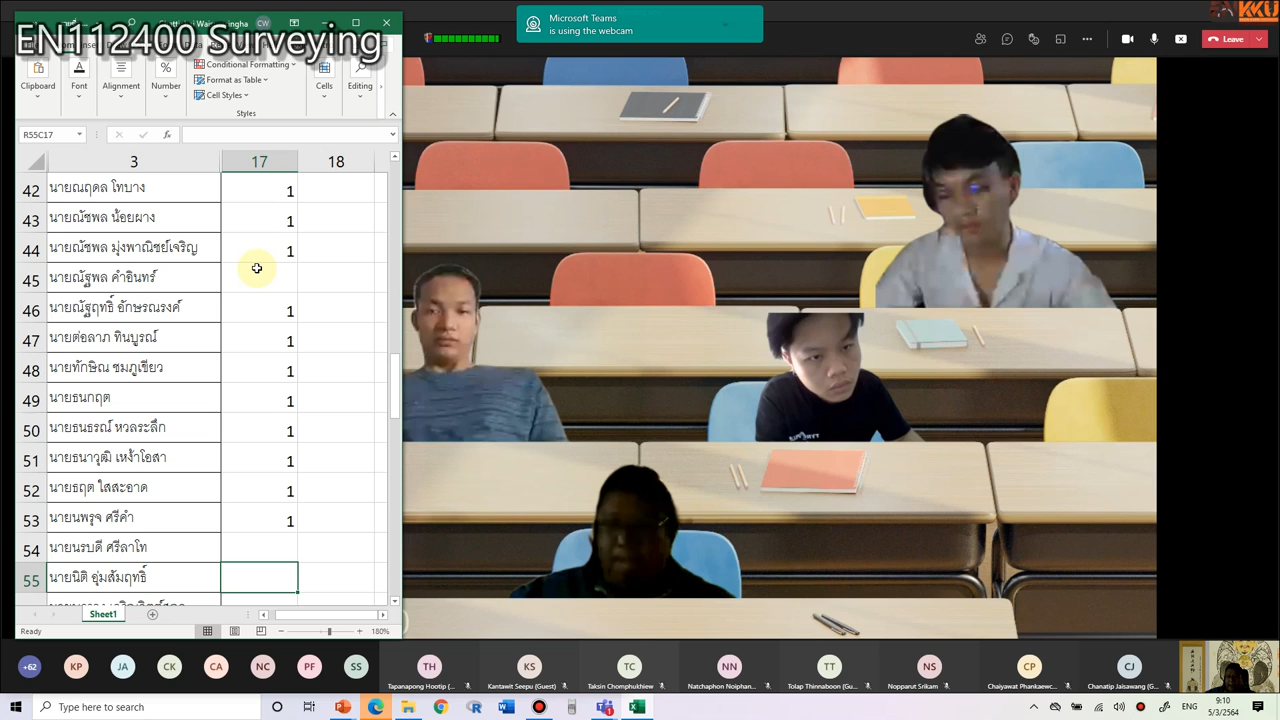 EN112400 Surveying
CW
Microsoft Teams
is using the webcam
KKU
Leave
Clipboard
Font
Alignment
Number
Conditional Formatting
Format as Table
Cell Styles
Styles
Cells
Editing
R55C17
fx
3 17 18
42 นายณฤดล โทบาง 1
43 นายณัชพล น้อยผาง 1
44 นายณัชพล มุ่งพาณิชย์เจริญ 1
45 นายณัฐพล คำอินทร์
46 นายณัฐฤทธิ์ อักษรณรงค์ 1
47 นายต่อลาภ ทินบูรณ์ 1
48 นายทักษิณ ชมภูเขียว 1
49 นายธนกฤต 1
50 นายธนธรณ์ หวลระลึก 1
51 นายธนาวุฒิ เหง้าโอสา 1
52 นายธฤต ใสสะอาด 1
53 นายนพรุจ ศรีคำ 1
54 นายนรบดี ศรีลาโท
55 นายนิติ อุ่มสัมฤทธิ์
Sheet1
Ready
180%
+62 KP JA CK CA NC PF SS TH KS TC NN TT NS CP CJ
Tapanapong Hootip (...
Kantawit Seepu (Guest)
Taksin Chomphukhiew
Natchaphon Noiphan...
Tolap Thinnaboon (Gu...
Nopparut Srikam
Chaiyawat Phankaewc...
Chanatip Jaisawang (G...
Type here to search
ENG
9:10
5/3/2564